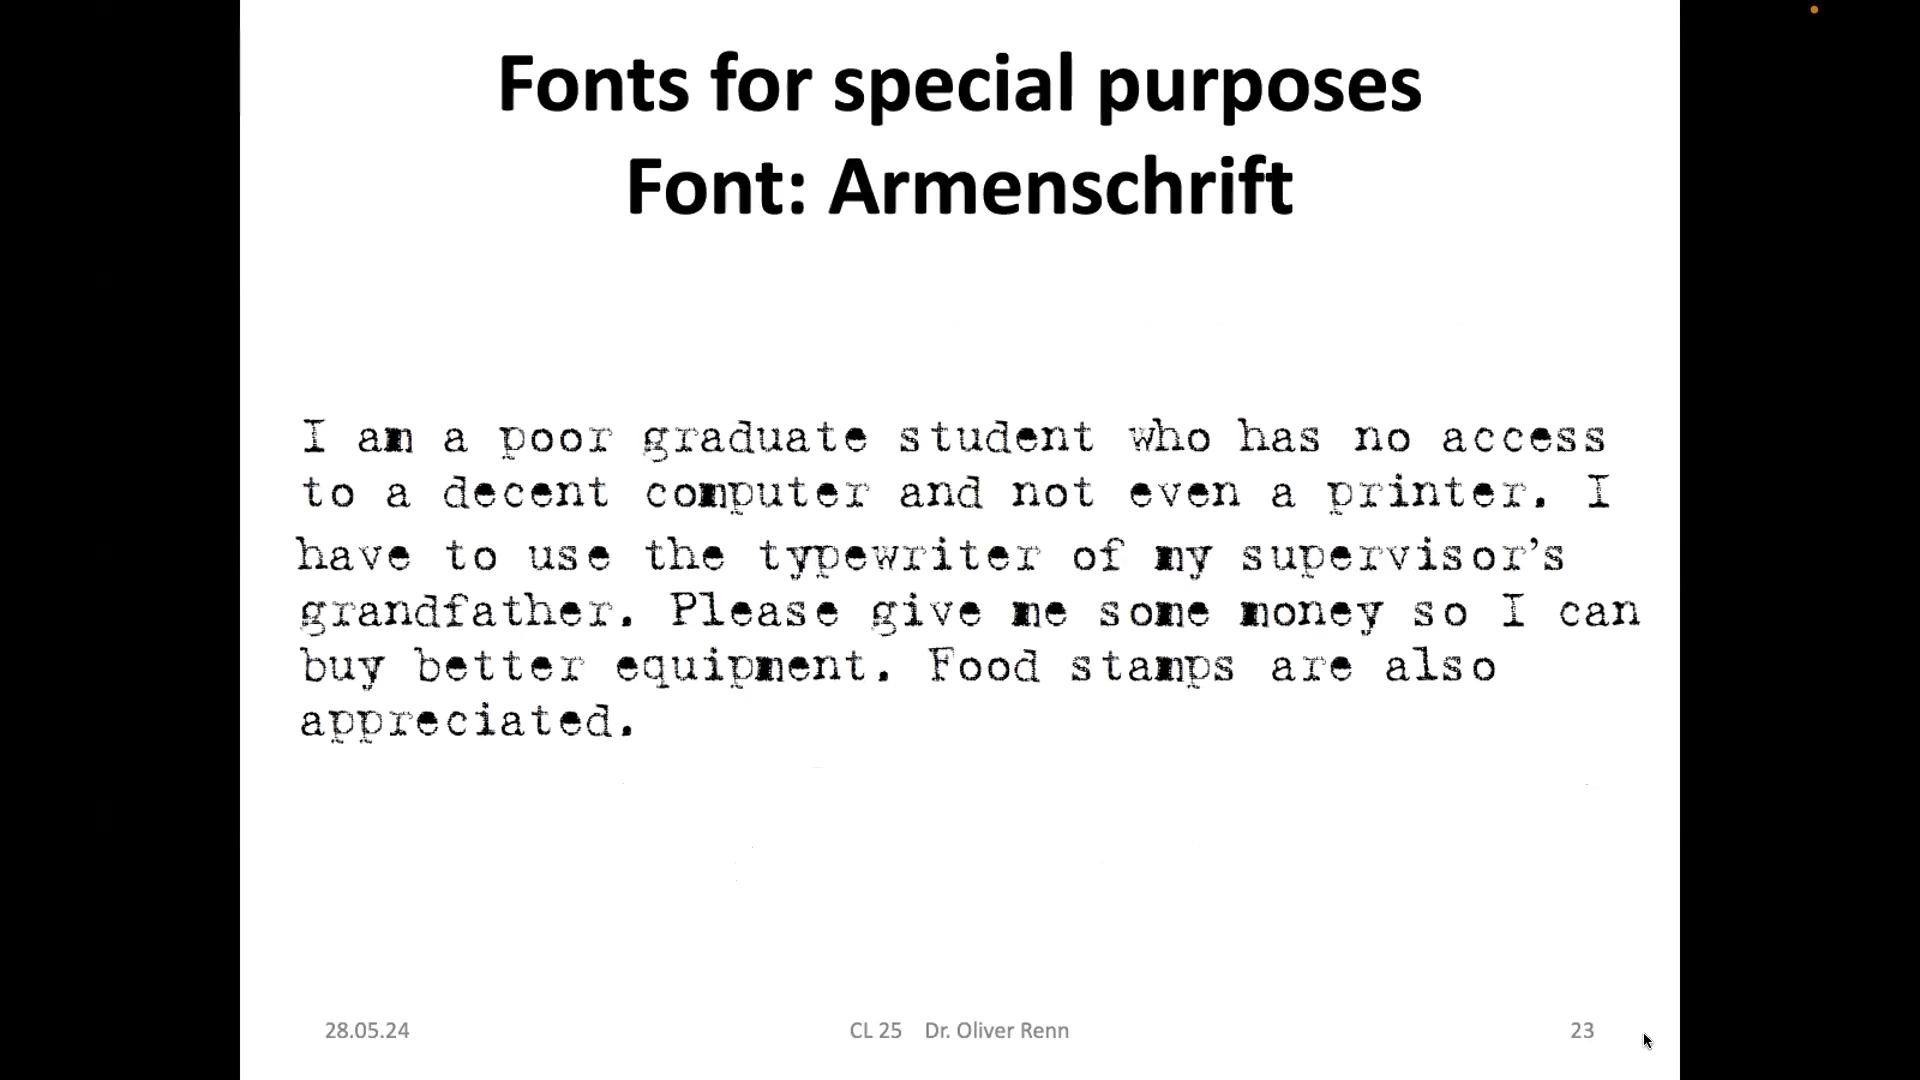 Fonts for special purposes
Font: Armenschrift
I am a poor graduate student who has no access
to a decent computer and not even a printer. I
have to use the typewriter of my supervisor’s
grandfather. Please give me some money so I can
buy better equipment. Food stamps are also
appreciated.
28.05.24 CL 25 Dr. Oliver Renn 23